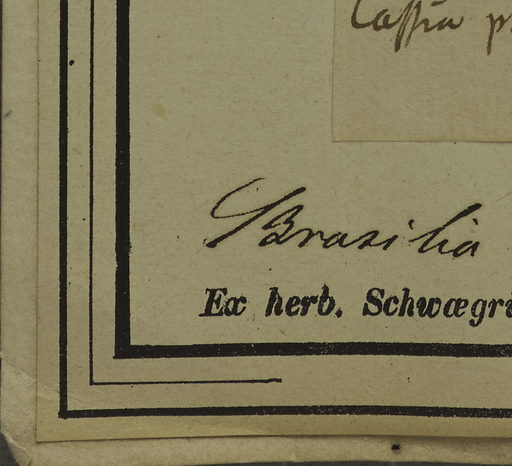 Cassia
Brasilia
Ex herb. Schwægri